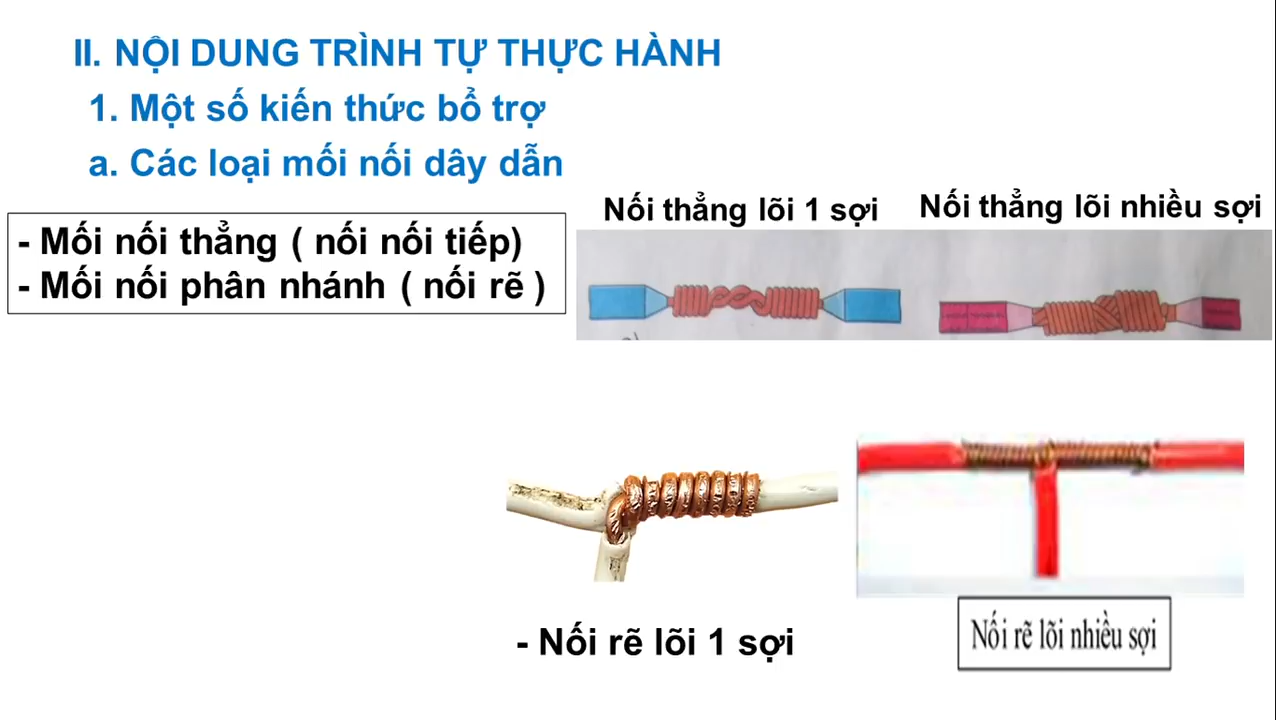 II. NỘI DUNG TRÌNH TỰ THỰC HÀNH
1. Một số kiến thức bổ trợ
a. Các loại mối nối dây dẫn
- Mối nối thẳng ( nối nối tiếp)
- Mối nối phân nhánh ( nối rẽ )
Nối thẳng lõi 1 sợi
Nối thẳng lõi nhiều sợi
- Nối rẽ lõi 1 sợi
Nối rẽ lõi nhiều sợi